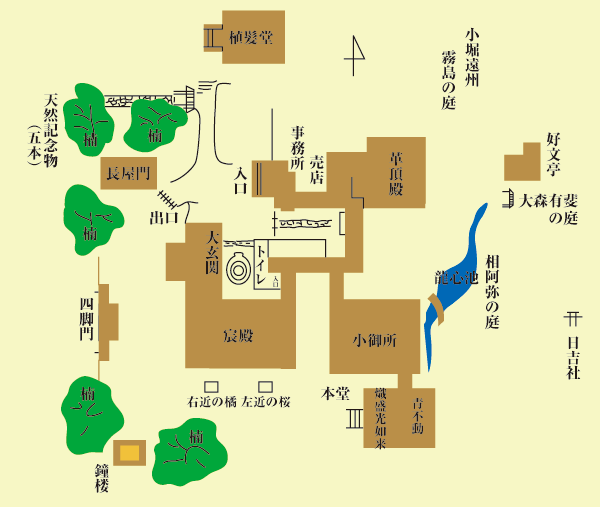 植髪堂
小堀遠州
霧島の庭
天然記念物
(五本)
楠
楠
長屋門
事務所
売店
入口
華頂殿
好文亭
大森有斐
の庭
出口
楠
大玄関
トイレ
入口
龍心池
相阿弥の庭
四脚門
宸殿
小御所
日吉社
右近の橘
左近の桜
本堂
熾盛光如来
青不動
楠
楠
鐘楼